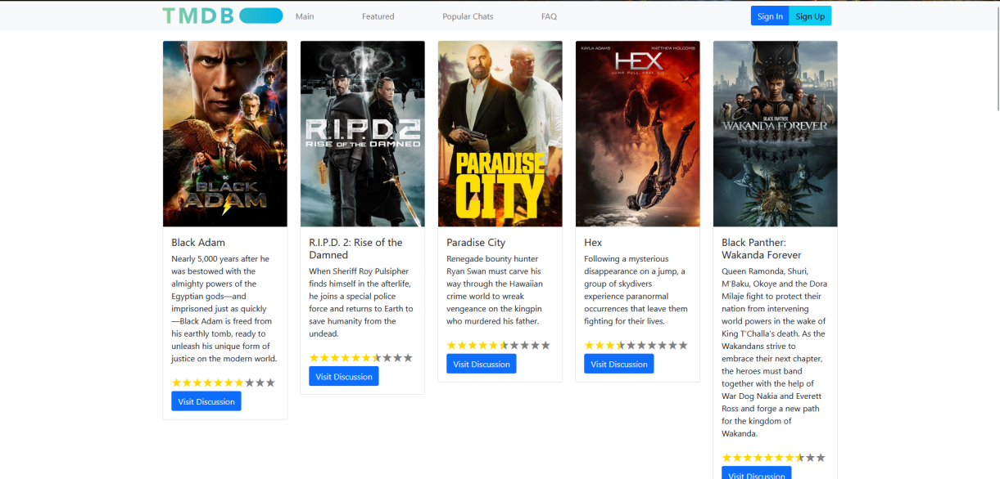 TMDB
Main
Featured
Popular Chats
FAQ
Sign In
Sign Up
DC
BLACK
ADAM
R.I.P.D. 2
RISE OF THE DAMNED
PARADISE
CITY
KAYLA ADAMS
MATTHEW HOLCOMB
HEX
JUMP. PULL. PRAY. DIE.
BLACK PANTHER
WAKANDA FOREVER
Black Adam
Nearly 5,000 years after he
was bestowed with the
almighty powers of the
Egyptian gods—and
imprisoned just as quickly
—Black Adam is freed from
his earthly tomb, ready to
unleash his unique form of
justice on the modern world.
Visit Discussion
R.I.P.D. 2: Rise of the
Damned
When Sheriff Roy Pulsipher
finds himself in the afterlife,
he joins a special police
force and returns to Earth to
save humanity from the
undead.
Visit Discussion
Paradise City
Renegade bounty hunter
Ryan Swan must carve his
way through the Hawaiian
crime world to wreak
vengeance on the kingpin
who murdered his father.
Visit Discussion
Hex
Following a mysterious
disappearance on a jump, a
group of skydivers
experience paranormal
occurrences that leave them
fighting for their lives.
Visit Discussion
Black Panther:
Wakanda Forever
Queen Ramonda, Shuri,
M'Baku, Okoye and the Dora
Milaje fight to protect their
nation from intervening
world powers in the wake of
King T'Challa's death. As the
Wakandans strive to
embrace their next chapter,
the heroes must band
together with the help of
War Dog Nakia and Everett
Ross and forge a new path
for the kingdom of
Wakanda.
Visit Discussion